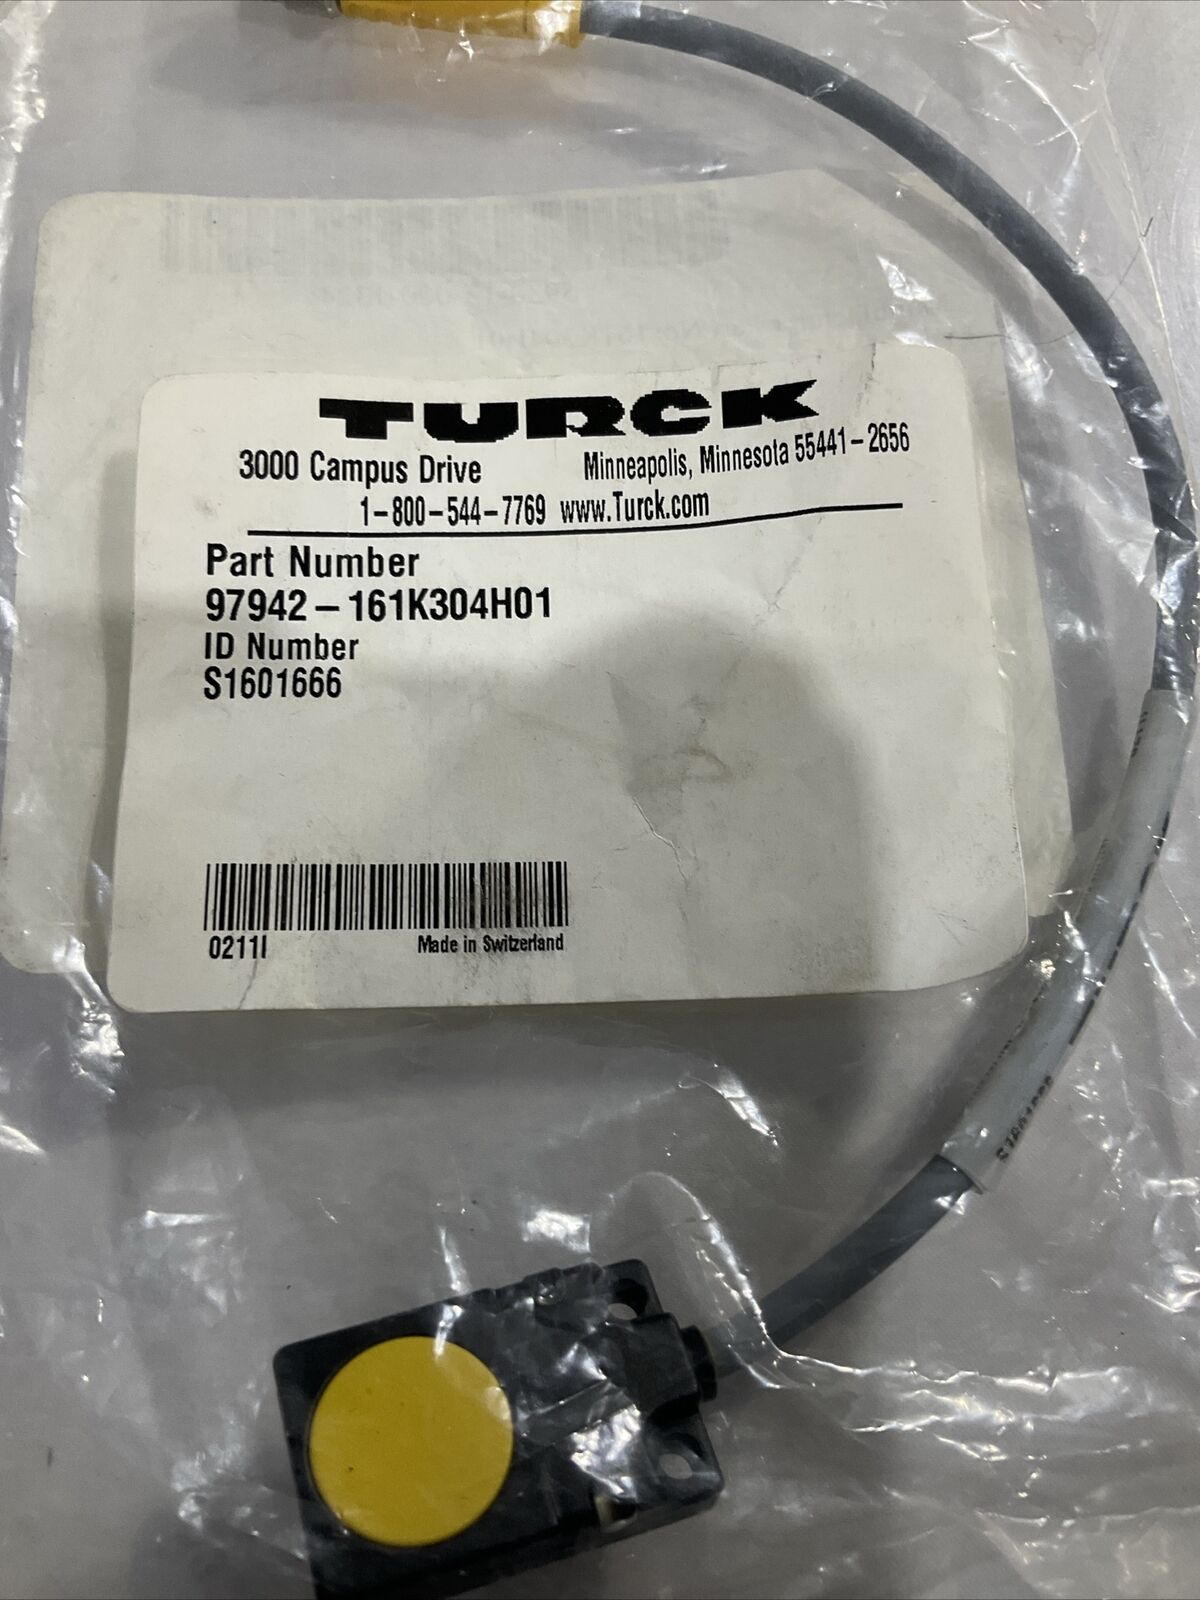 TURCK
3000 Campus Drive Minneapolis, Minnesota 55441-2656
1-800-544-7769 www.Turck.com
Part Number
97942-161K304H01
ID Number
S1601666
0211I Made in Switzerland